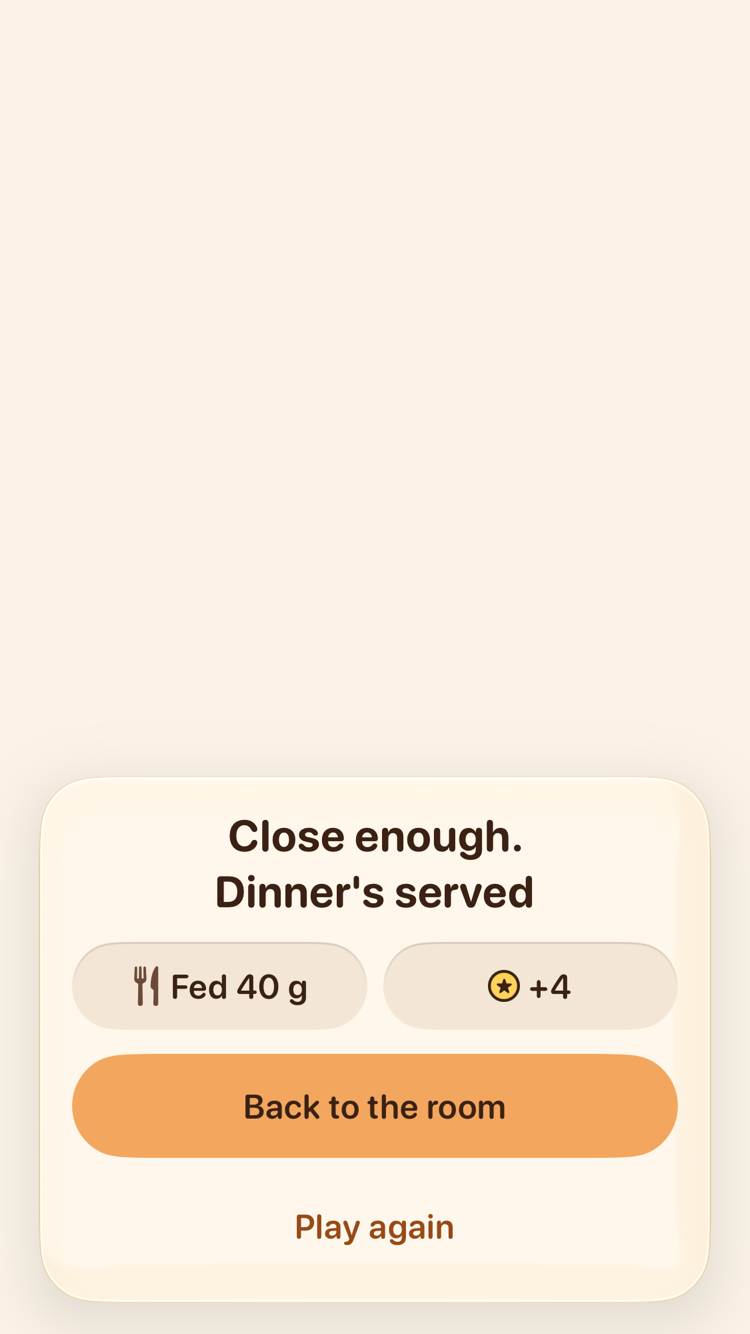 Close enough.
Dinner's served
Fed 40 g
+4
Back to the room
Play again